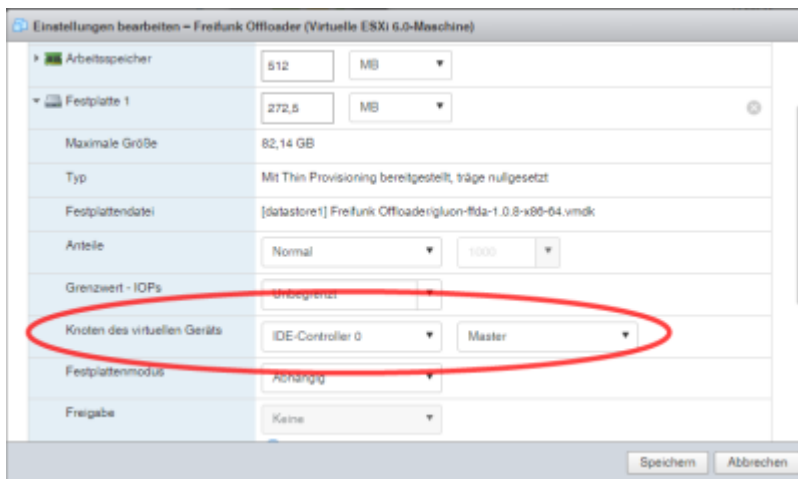 Einstellungen bearbeiten – Freifunk Offloader (Virtuelle ESXi 6.0-Maschine)
Arbeitsspeicher 512 MB
Festplatte 1 272,5 MB
Maximale Größe 82,14 GB
Typ Mit Thin Provisioning bereitgestellt, träge nullgesetzt
Festplattendatei [datastore1] Freifunk Offloader/gluon-ffda-1.0.8-x86-64.vmdk
Anteile Normal 1000
Grenzwert - IOPs Unbegrenzt
Knoten des virtuellen Geräts IDE-Controller 0 Master
Festplattenmodus Abhängig
Freigabe Keine
Speichern Abbrechen